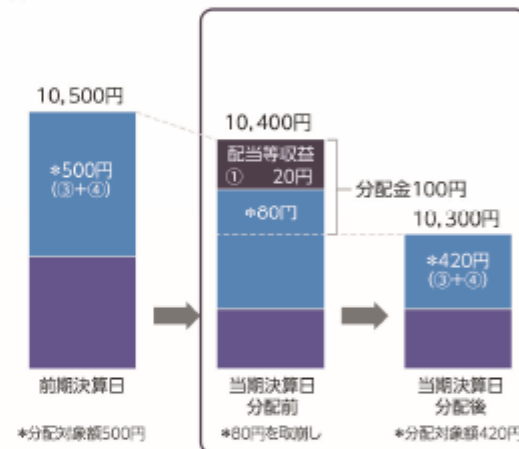 10,500円
*500円
(③+④)
前期決算日
*分配対象額500円
10,400円
配当等収益
① 20円
*80円
分配金100円
当期決算日
分配前
*80円を取崩し
10,300円
*420円
(③+④)
当期決算日
分配後
*分配対象額420円